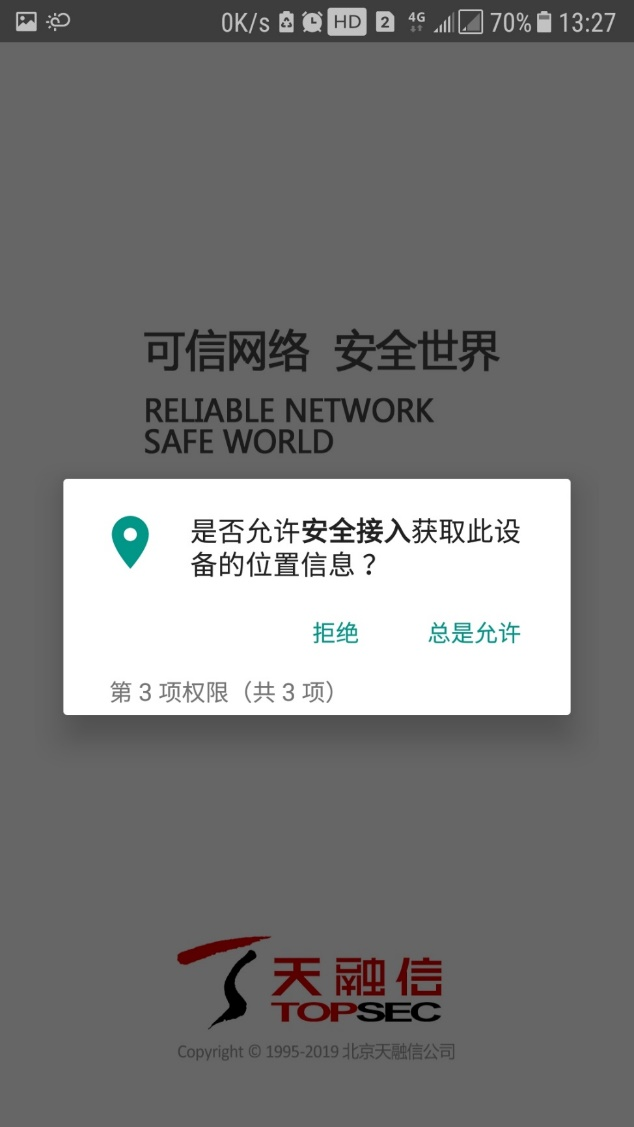 0K/s HD 2 4G 70% 13:27
可信网络 安全世界
RELIABLE NETWORK
SAFE WORLD
是否允许安全接入获取此设
备的位置信息？
拒绝 总是允许
第 3 项权限（共 3 项）
天融信
TOPSEC
Copyright © 1995-2019 北京天融信公司